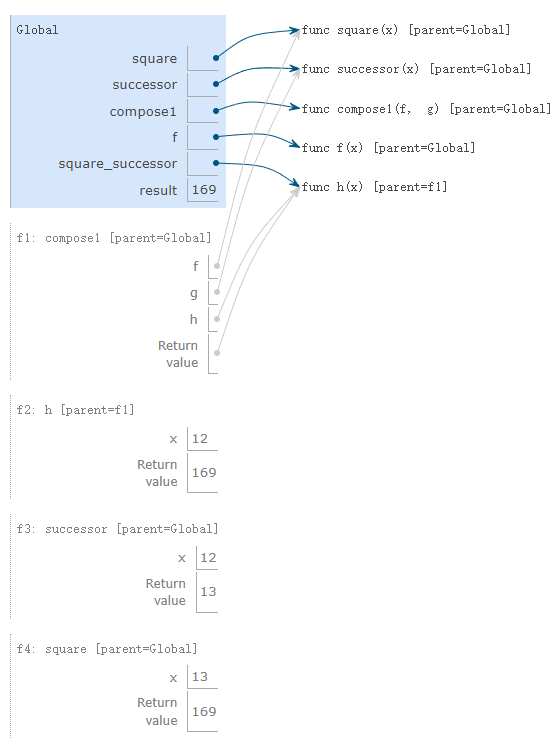 Global
square
func square(x) [parent=Global]
successor
func successor(x) [parent=Global]
compose1
func compose1(f, g) [parent=Global]
f
func f(x) [parent=Global]
square_successor
func h(x) [parent=f1]
result 169
f1: compose1 [parent=Global]
f
g
h
Return
value
f2: h [parent=f1]
x 12
Return
value 169
f3: successor [parent=Global]
x 12
Return
value 13
f4: square [parent=Global]
x 13
Return
value 169